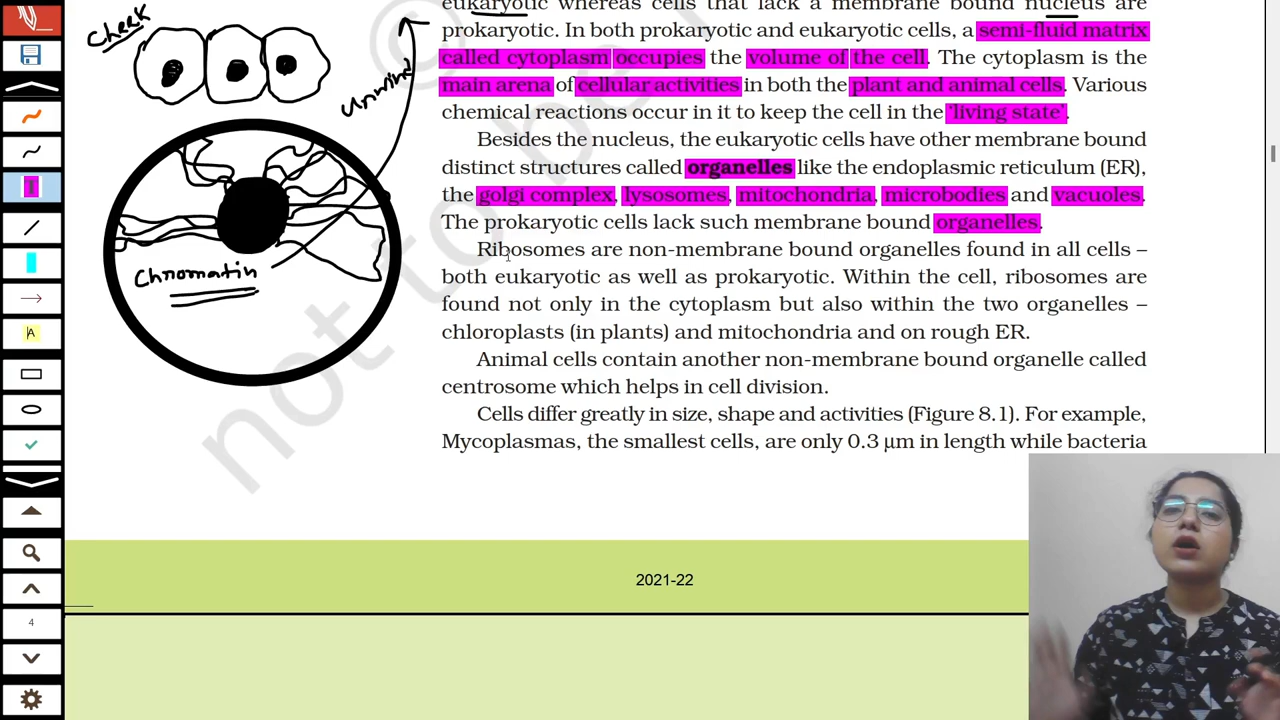 Cheek
Chromatin
eukaryotic whereas cells that lack a membrane bound nucleus are
prokaryotic. In both prokaryotic and eukaryotic cells, a semi-fluid matrix
called cytoplasm occupies the volume of the cell. The cytoplasm is the
main arena of cellular activities in both the plant and animal cells. Various
chemical reactions occur in it to keep the cell in the 'living state'.
Besides the nucleus, the eukaryotic cells have other membrane bound
distinct structures called organelles like the endoplasmic reticulum (ER),
the golgi complex, lysosomes, mitochondria, microbodies and vacuoles.
The prokaryotic cells lack such membrane bound organelles.
Ribosomes are non-membrane bound organelles found in all cells –
both eukaryotic as well as prokaryotic. Within the cell, ribosomes are
found not only in the cytoplasm but also within the two organelles –
chloroplasts (in plants) and mitochondria and on rough ER.
Animal cells contain another non-membrane bound organelle called
centrosome which helps in cell division.
Cells differ greatly in size, shape and activities (Figure 8.1). For example,
Mycoplasmas, the smallest cells, are only 0.3 µm in length while bacteria
not to be
©
2021-22
T
A
4